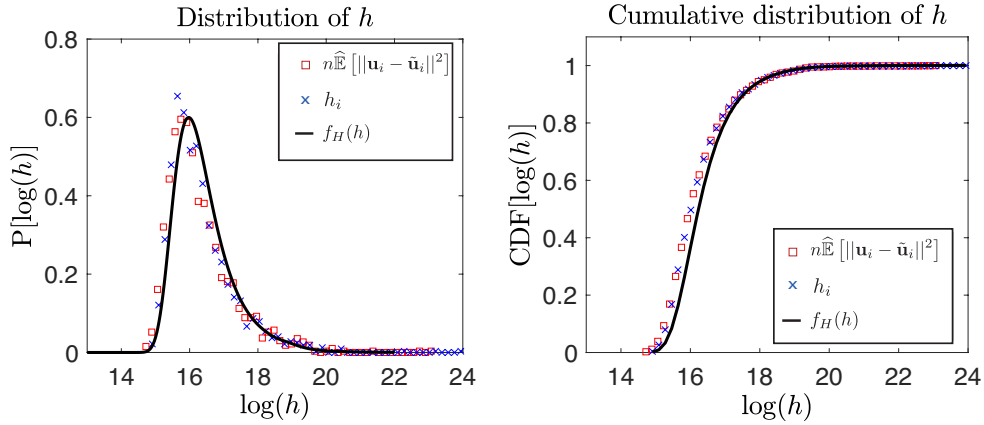 Distribution of h
P[log(h)]
0.8
0.6
0.4
0.2
0
14 16 18 20 22 24
log(h)
n𝔼̂ [||u_i − ũ_i||²]
h_i
f_H(h)
Cumulative distribution of h
CDF[log(h)]
1
0.8
0.6
0.4
0.2
0
14 16 18 20 22 24
log(h)
n𝔼̂ [||u_i − ũ_i||²]
h_i
f_H(h)